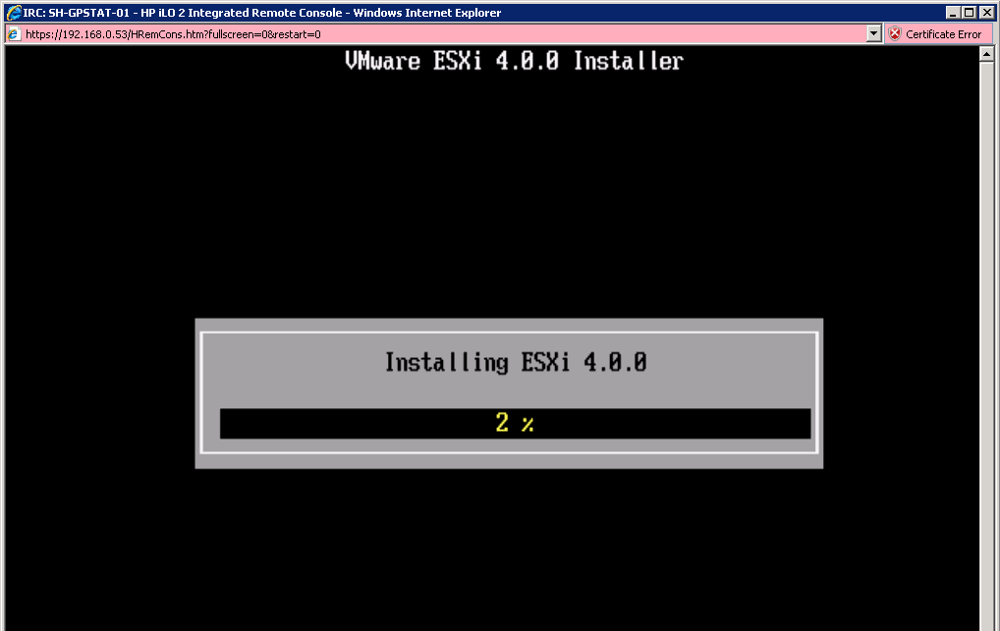 IRC: SH-GPSTAT-01 - HP iLO 2 Integrated Remote Console - Windows Internet Explorer
https://192.168.0.53/HRemCons.htm?fullscreen=0&restart=0
Certificate Error
VMware ESXi 4.0.0 Installer
Installing ESXi 4.0.0
2 %